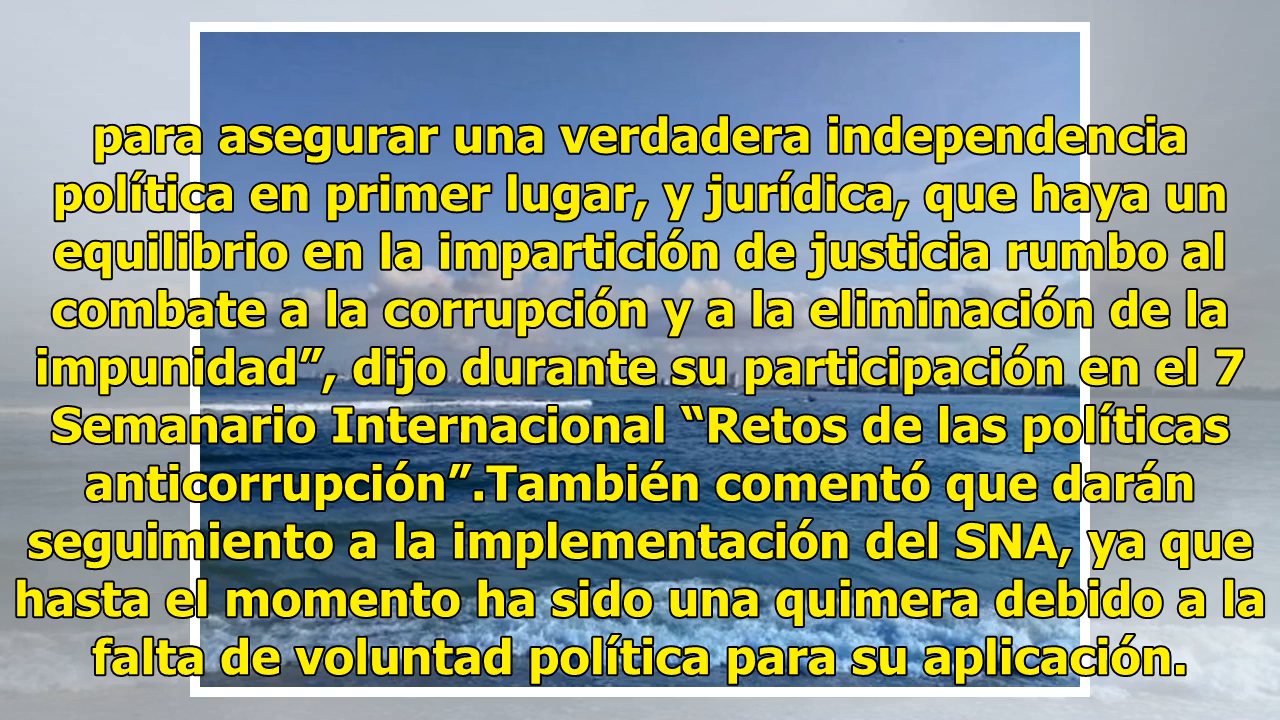 para asegurar una verdadera independencia
política en primer lugar, y jurídica, que haya un
equilibrio en la impartición de justicia rumbo al
combate a la corrupción y a la eliminación de la
impunidad”, dijo durante su participación en el 7
Semanario Internacional “Retos de las políticas
anticorrupción”.También comentó que darán
seguimiento a la implementación del SNA, ya que
hasta el momento ha sido una quimera debido a la
falta de voluntad política para su aplicación.